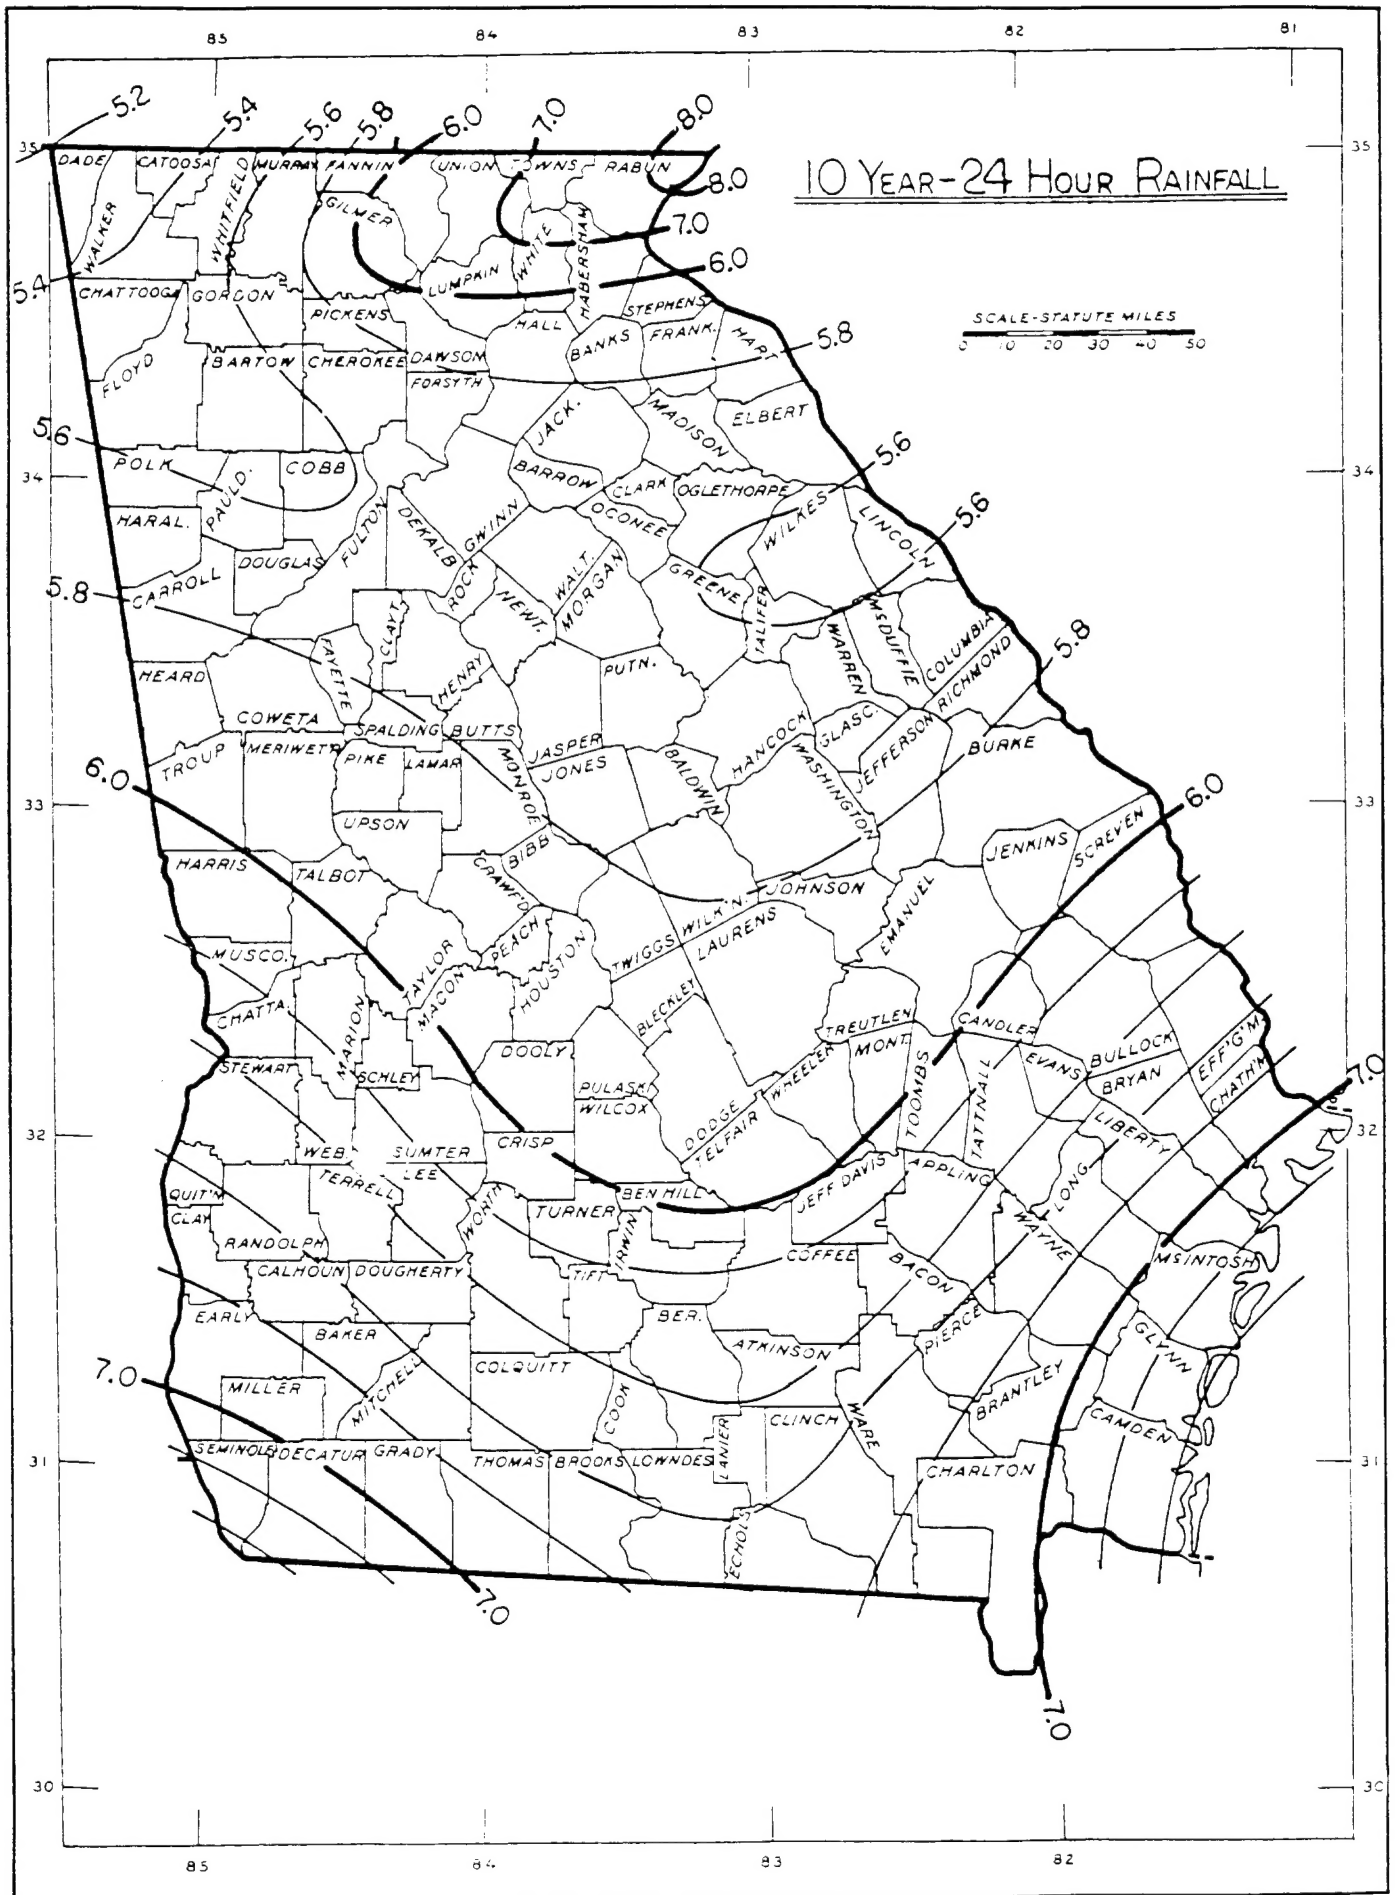 85 84 83 82 81
5.2 5.4 5.6 5.8 6.0 7.0 8.0
35 35
DADE CATOOSA MURRAY FANNIN UNION TOWNS RABUN
10 YEAR-24 HOUR RAINFALL
8.0
WALKER WHITFIELD GILMER WHITE HABERSHAM
7.0
6.0
5.4
CHATTOOGA GORDON LUMPKIN
PICKENS HALL STEPHENS
SCALE-STATUTE MILES
0 10 20 30 40 50
BANKS FRANK. HART
5.8
FLOYD BARTOW CHEROKEE DAWSON
FORSYTH
JACK. MADISON ELBERT
5.6
POLK PAULD. COBB BARROW CLARK OGLETHORPE
5.6
34 34
HARAL. FULTON DEKALB GWINN OCONEE WILKES LINCOLN
5.6
DOUGLAS ROCK WALT. GREENE
5.8
CARROLL CLAYT. NEWT. MORGAN TALIFER WARREN MSDUFFIE COLUMBIA
5.8
HEARD FAYETTE HENRY PUTN. RICHMOND
COWETA SPALDING BUTTS HANCOCK GLASC. JEFFERSON BURKE
TROUP MERIWET. PIKE LAMAR MONROE JASPER
JONES BALDWIN WASHINGTON
6.0
33 33
6.0
UPSON BIBB JENKINS SCREVEN
HARRIS TALBOT CRAWF'D JOHNSON EMANUEL
MUSCO. TAYLOR PEACH HOUSTON TWIGGS WILK'N.
LAURENS
CHATTA. MARION MACON BLECKLEY TREUTLEN CANDLER
STEWART SCHLEY DOOLY PULASKI WHEELER MONT. TOOMBS TATTNALL EVANS BULLOCK EFF'G'M
BRYAN CHATH'M
7.0
WILCOX
32 32
WEB. SUMTER CRISP DODGE
TELFAIR LIBERTY
LEE
QUIT'N TERRELL WORTH BEN HILL JEFF DAVIS APPLING LONG
CLAY TURNER
RANDOLPH IRWIN COFFEE WAYNE MSINTOSH
CALHOUN DOUGHERTY TIFT BACON
EARLY BAKER BER. PIERCE GLYNN
ATKINSON
7.0
MILLER MITCHELL COLQUITT COOK BRANTLEY
LANIER CLINCH WARE CAMDEN
SEMINOLE DECATUR GRADY THOMAS BROOKS LOWNDES
31 31
CHARLTON
ECHOLS
7.0
7.0
30 30
85 84 83 82